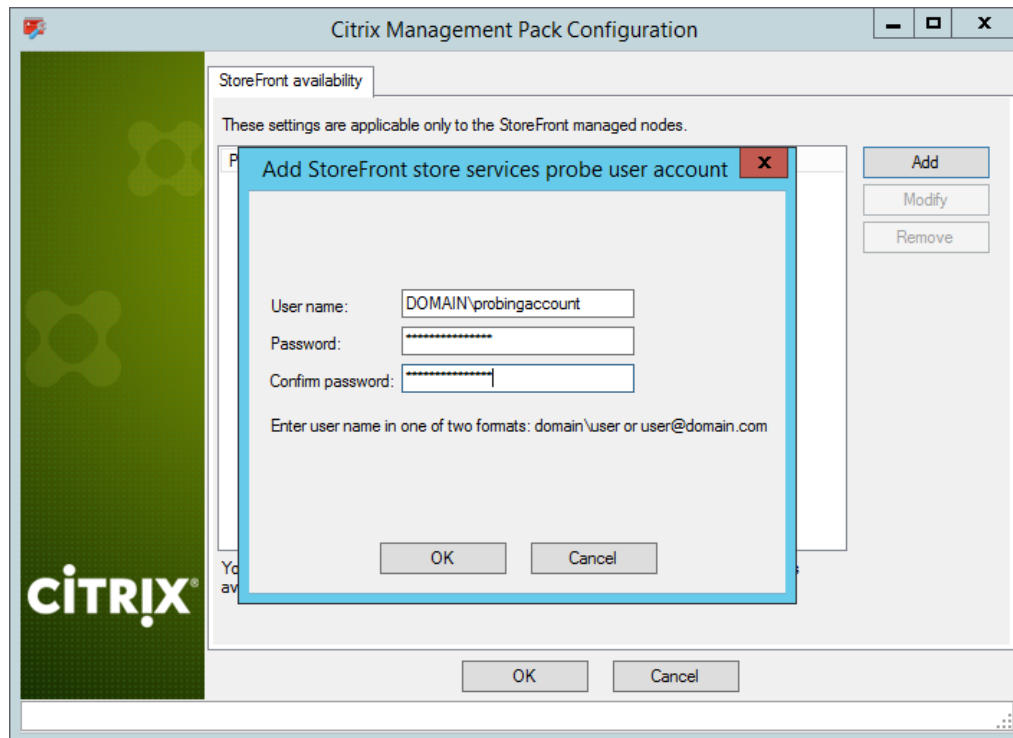 Citrix Management Pack Configuration
StoreFront availability
These settings are applicable only to the StoreFront managed nodes.
Add StoreFront store services probe user account
Add
Modify
Remove
User name:
DOMAIN\probingaccount
Password:
***************
Confirm password:
***************
Enter user name in one of two formats: domain\user or user@domain.com
OK
Cancel
CİTRIX®
OK
Cancel